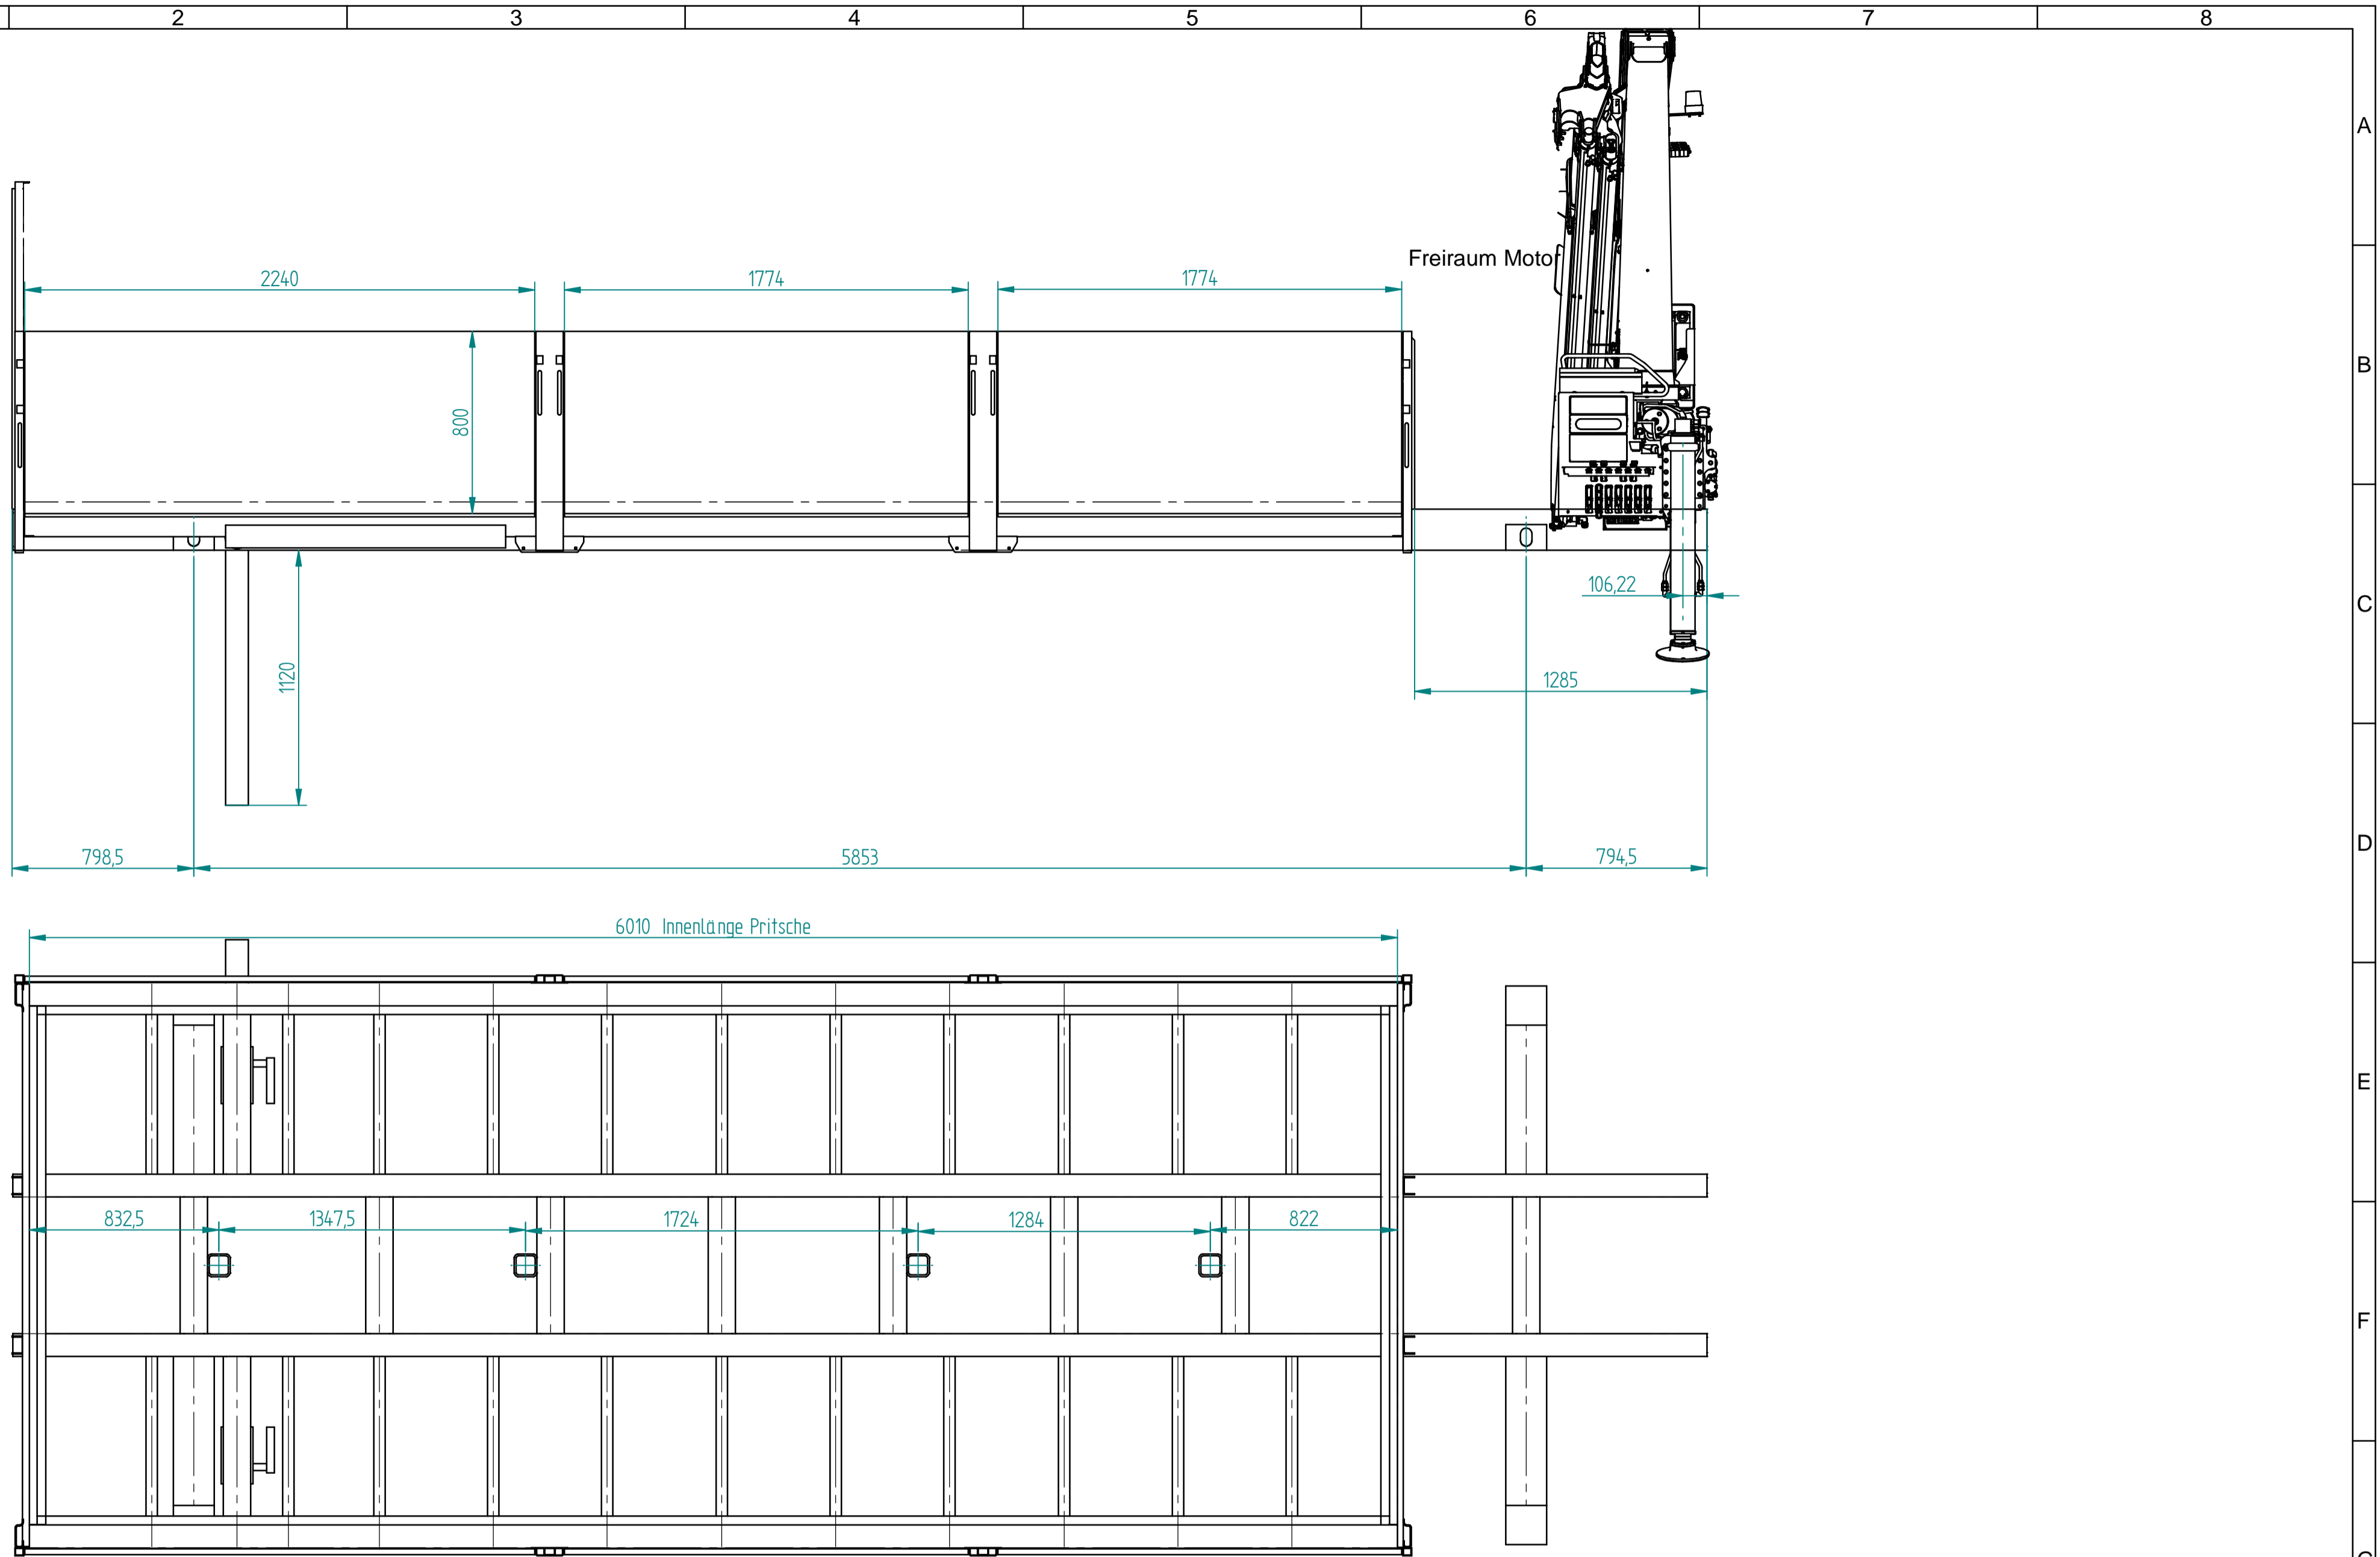 2 3 4 5 6 7 8
A
Freiraum Motor
2240 1774 1774
B
800
106,22
C
1120
1285
798,5 5853 794,5
D
6010 Innenlänge Pritsche
E
832,5 1347,5 1724 1284 822
F